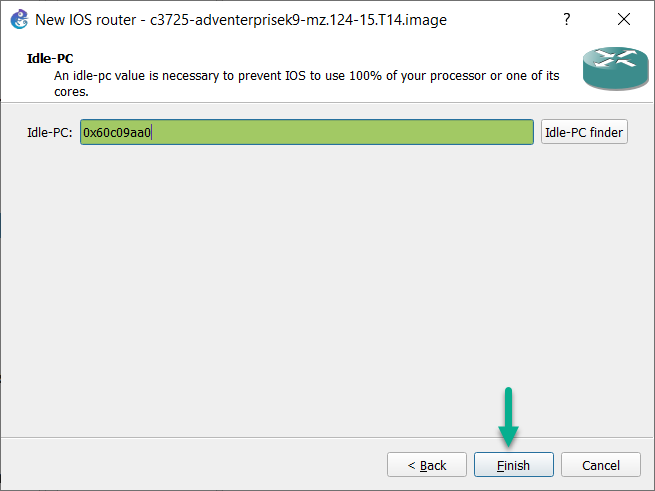 New IOS router - c3725-adventerprisek9-mz.124-15.T14.image
?
Idle-PC
An idle-pc value is necessary to prevent IOS to use 100% of your processor or one of its
cores.
Idle-PC: 0x60c09aa0 Idle-PC finder
< Back Finish Cancel